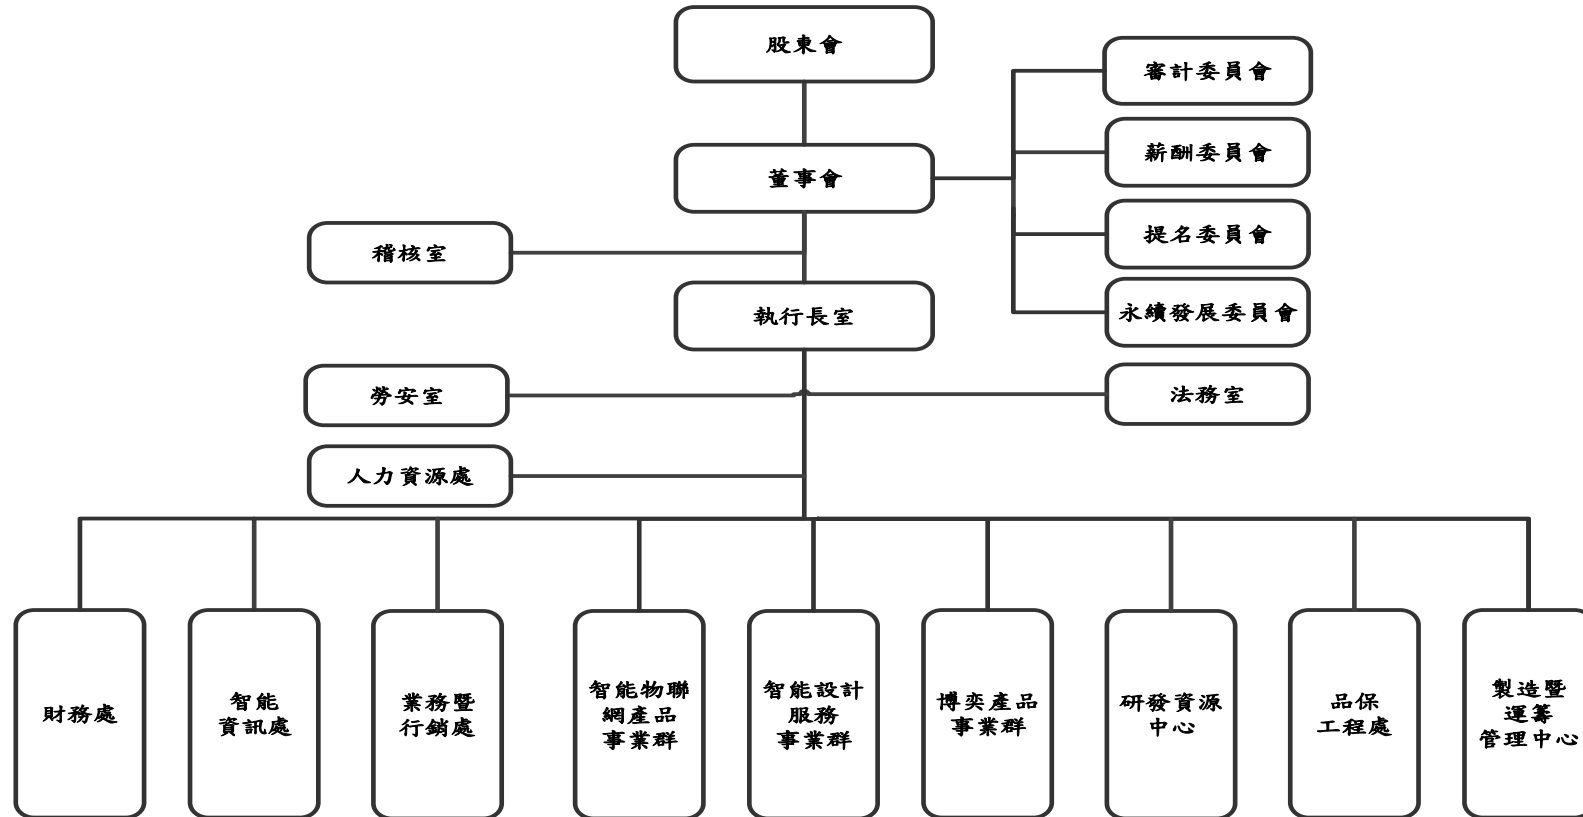 股東會
審計委員會
薪酬委員會
董事會
提名委員會
稽核室
永續發展委員會
執行長室
勞安室
法務室
人力資源處
財務處
智能
資訊處
業務暨
行銷處
智能物聯
網產品
事業群
智能設計
服務
事業群
博奕產品
事業群
研發資源
中心
品保
工程處
製造暨
運籌
管理中心